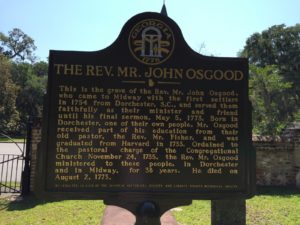 GEORGIA
1776
THE REV. MR. JOHN OSGOOD
This is the grave of the Rev. Mr. John Osgood,
who came to Midway with the first settlers
in 1754 from Dorchester, S.C., and served them
faithfully as their minister and friend
until his final sermon, May 5, 1773. Born in
Dorchester, one of their own people, Mr. Osgood
received part of his education from their
old pastor, the Rev. Mr. Fisher, and was
graduated from Harvard in 1733. Ordained to
the pastoral charge of the Congregational
Church November 24, 1735, the Rev. Mr. Osgood
ministered to these people, in Dorchester
and in Midway, for 38 years. He died on
August 2, 1773.